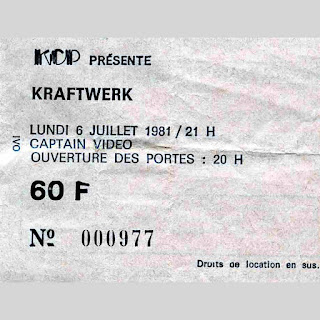 KCP PRÉSENTE
KRAFTWERK
LUNDI 6 JUILLET 1981 / 21 H
CAPTAIN VIDEO
OUVERTURE DES PORTES : 20 H
IVO
60 F
Nº 000977
Droits de location en sus.